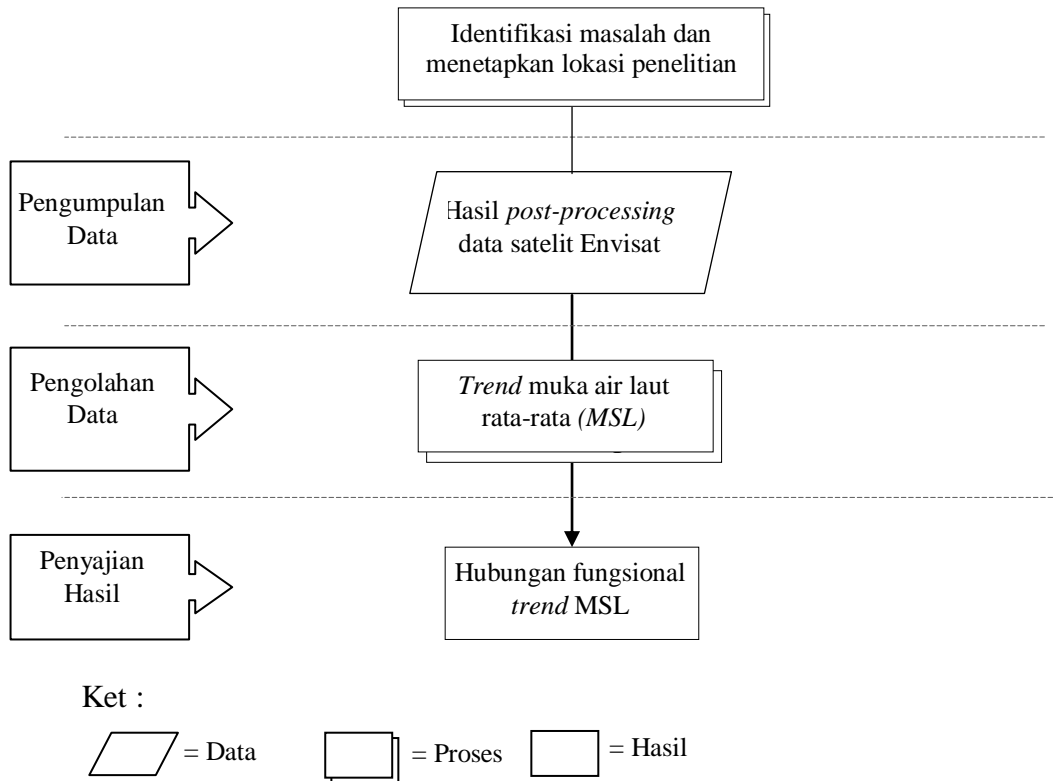 Identifikasi masalah dan
menetapkan lokasi penelitian
Pengumpulan
Data
Hasil post-processing
data satelit Envisat
Pengolahan
Data
Trend muka air laut
rata-rata (MSL)
Penyajian
Hasil
Hubungan fungsional
trend MSL
Ket :
= Data
= Proses
= Hasil